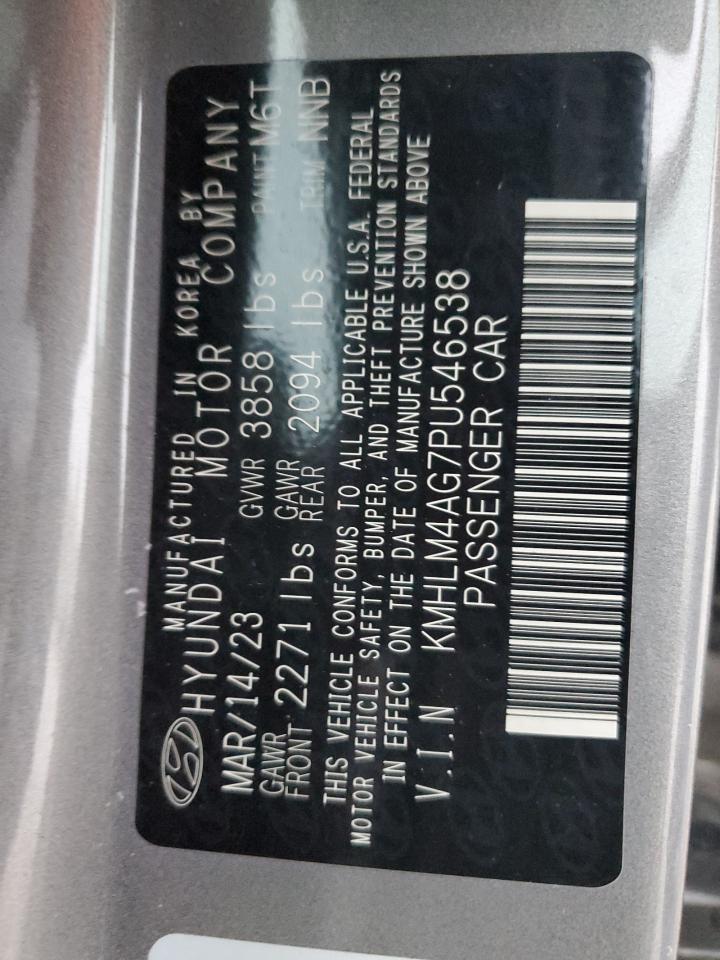 MANUFACTURED IN KOREA BY
HYUNDAI MOTOR COMPANY
MAR/14/23 GVWR 3858 lbs PAINT M6T
GAWR FRONT 2271 lbs GAWR REAR 2094 lbs TRIM NNB
THIS VEHICLE CONFORMS TO ALL APPLICABLE U.S.A. FEDERAL
MOTOR VEHICLE SAFETY, BUMPER, AND THEFT PREVENTION STANDARDS
IN EFFECT ON THE DATE OF MANUFACTURE SHOWN ABOVE
V.I.N KMHLM4AG7PU546538
PASSENGER CAR